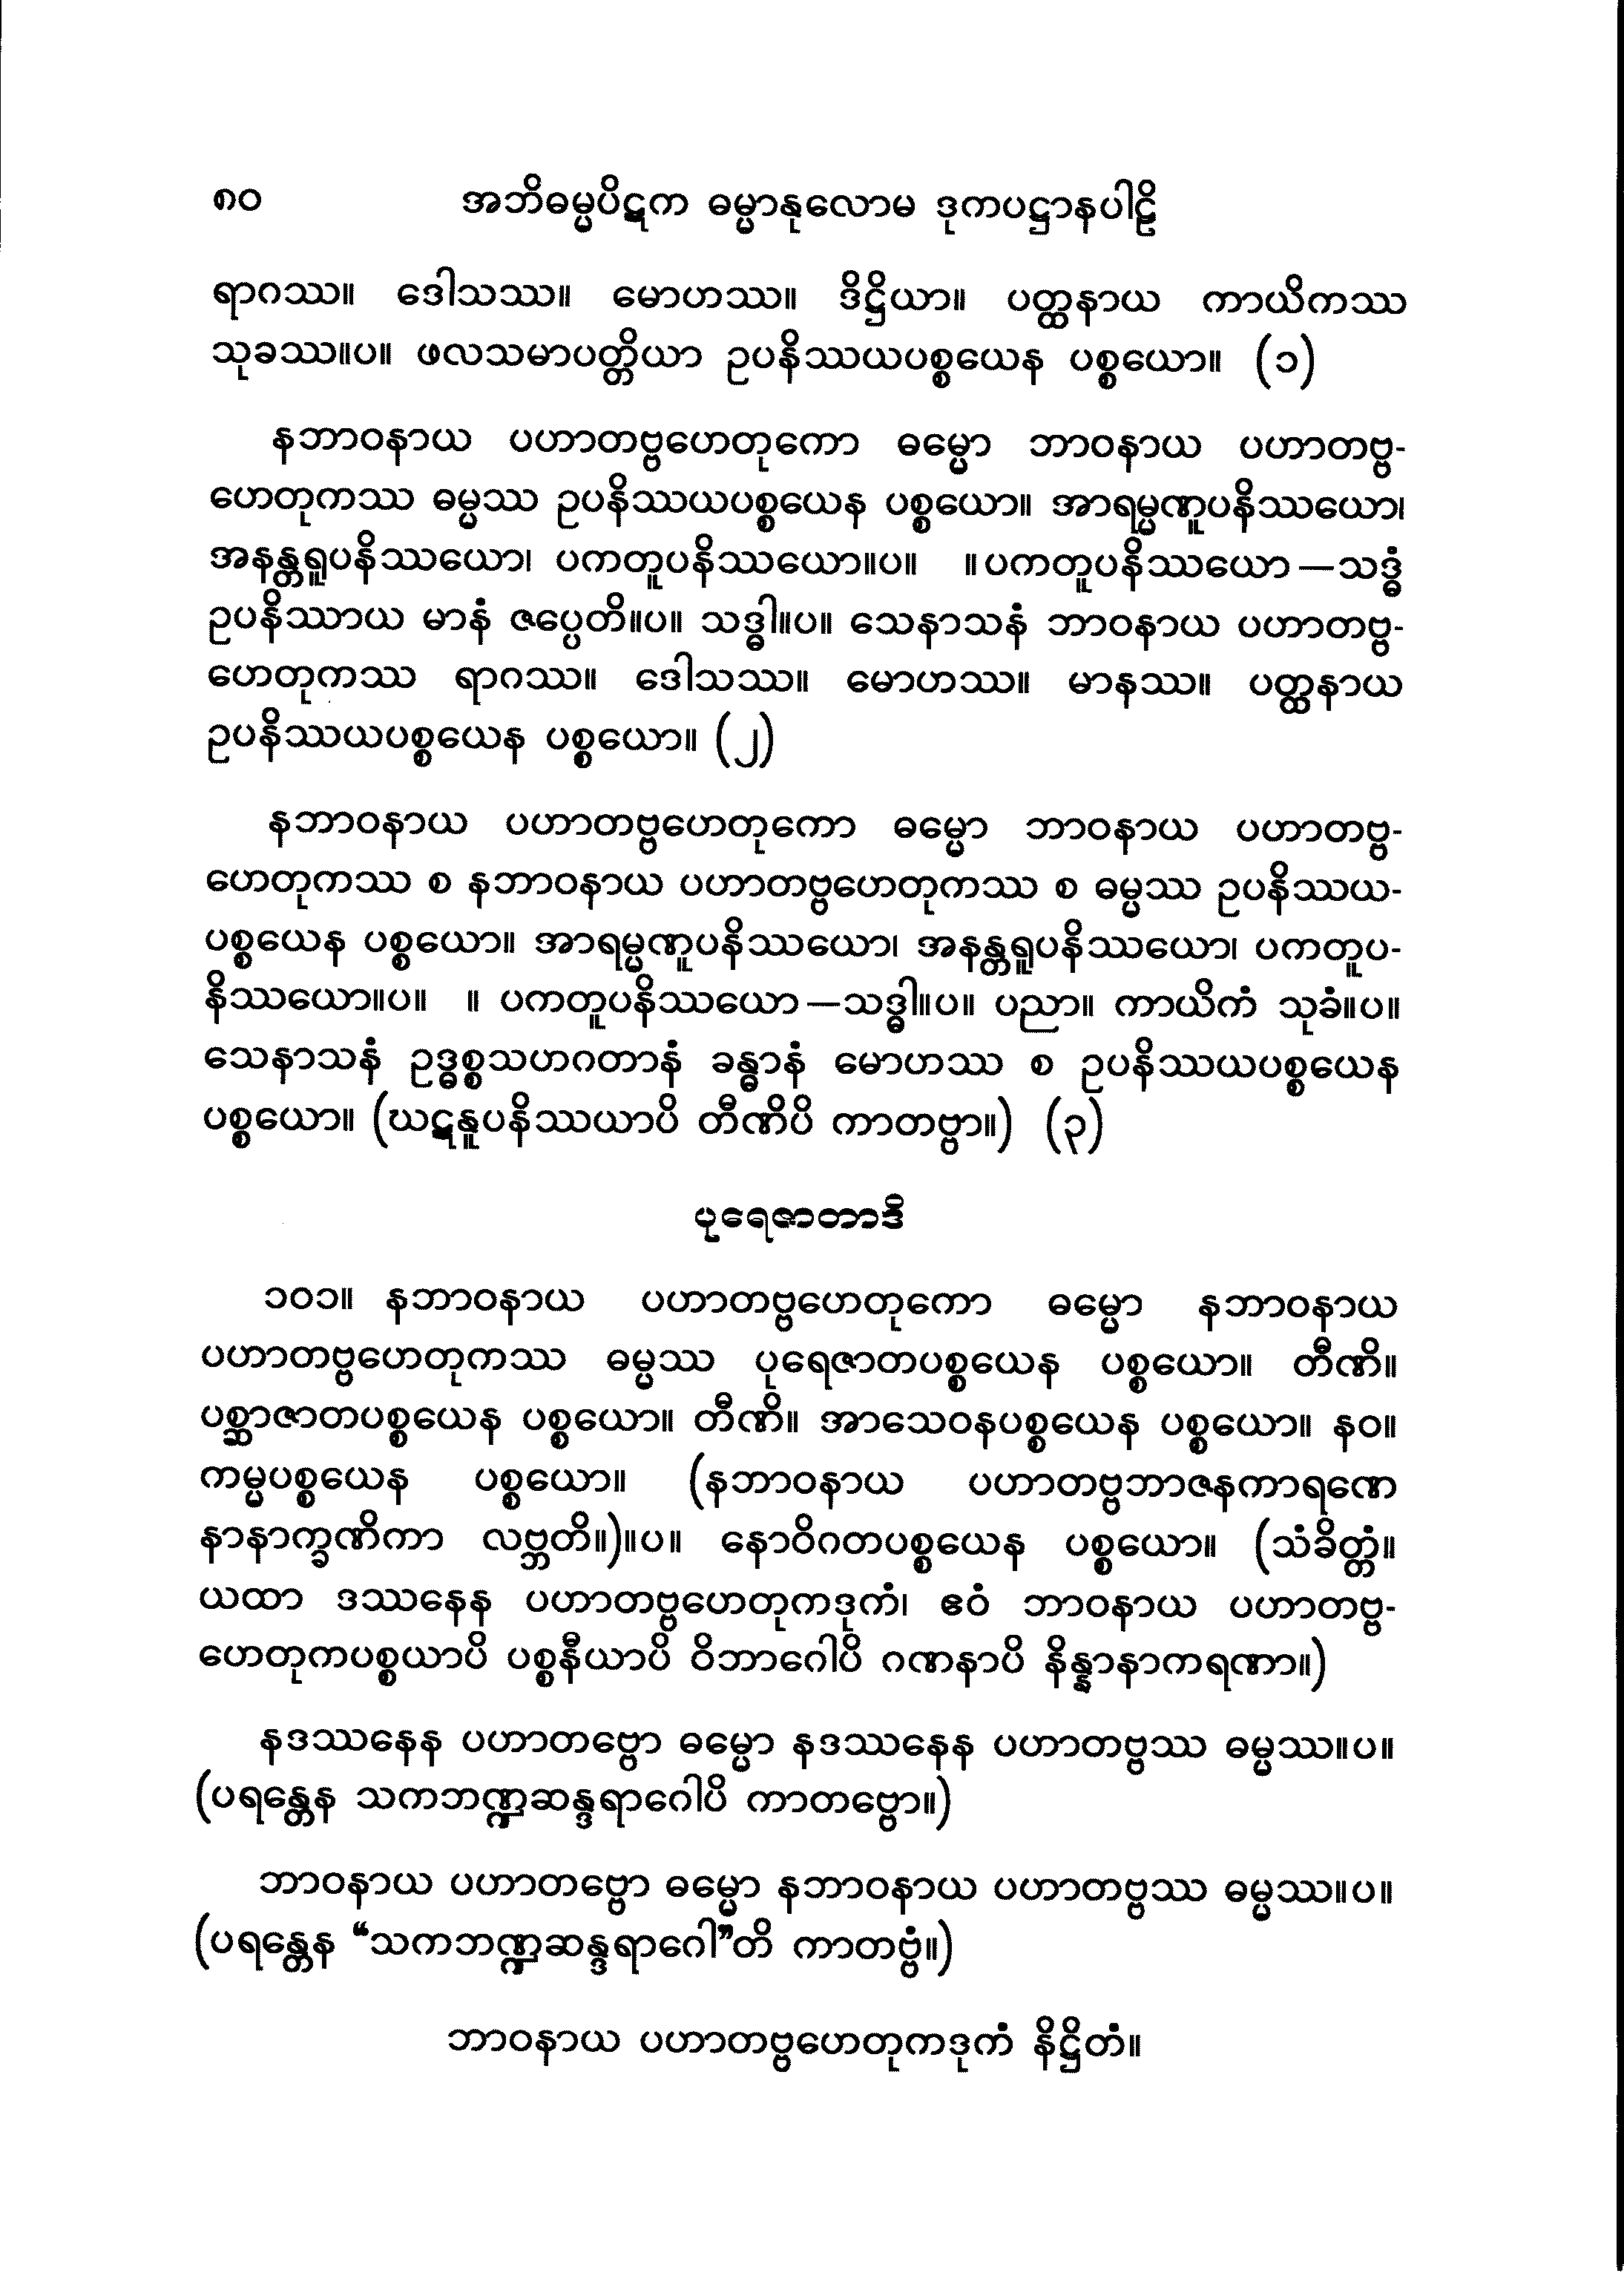 ၈၀ အဘိဓမ္မပိဋက ဓမ္မာနုလောမ ဒုကပဋ္ဌာနပါဠိ
ရာဂဿ။ ဒေါသဿ။ မောဟဿ။ ဒိဋ္ဌိယာ။ ပတ္ထနာယ ကာယိကဿ
သုခဿ။ပ။ ဖလသမာပတ္တိယာ ဥပနိဿယပစ္စယေန ပစ္စယော။ (၁)
နဘာဝနာယ ပဟာတဗ္ဗဟေတုကော ဓမ္မော ဘာဝနာယ ပဟာတဗ္ဗ-
ဟေတုကဿ ဓမ္မဿ ဥပနိဿယပစ္စယေန ပစ္စယော။ အာရမ္မဏူပနိဿယော၊
အနန္တရူပနိဿယော၊ ပကတူပနိဿယော။ပ။ ။ ပကတူပနိဿယော—သဒ္ဓံ
ဥပနိဿာယ မာနံ ဇပ္ပေတိ။ပ။ သဒ္ဓါ။ပ။ သေနာသနံ ဘာဝနာယ ပဟာတဗ္ဗ-
ဟေတုကဿ ရာဂဿ။ ဒေါသဿ။ မောဟဿ။ မာနဿ။ ပတ္ထနာယ
ဥပနိဿယပစ္စယေန ပစ္စယော။ (၂)
နဘာဝနာယ ပဟာတဗ္ဗဟေတုကော ဓမ္မော ဘာဝနာယ ပဟာတဗ္ဗ-
ဟေတုကဿ စ နဘာဝနာယ ပဟာတဗ္ဗဟေတုကဿ စ ဓမ္မဿ ဥပနိဿယ-
ပစ္စယေန ပစ္စယော။ အာရမ္မဏူပနိဿယော၊ အနန္တရူပနိဿယော၊ ပကတူပ-
နိဿယော။ပ။ ။ ပကတူပနိဿယော—သဒ္ဓါ။ပ။ ပညာ။ ကာယိကံ သုခံ။ပ။
သေနာသနံ ဥဒ္ဓစ္စသဟဂတာနံ ခန္ဓာနံ မောဟဿ စ ဥပနိဿယပစ္စယေန
ပစ္စယော။ (ဃဋနူပနိဿယာပိ တီဏိပိ ကာတဗ္ဗာ။) (၃)
ပုရေဇာတာဒိ
၁၀၁။ နဘာဝနာယ ပဟာတဗ္ဗဟေတုကော ဓမ္မော နဘာဝနာယ
ပဟာတဗ္ဗဟေတုကဿ ဓမ္မဿ ပုရေဇာတပစ္စယေန ပစ္စယော။ တီဏိ။
ပစ္ဆာဇာတပစ္စယေန ပစ္စယော။ တီဏိ။ အာသေဝနပစ္စယေန ပစ္စယော။ နဝ။
ကမ္မပစ္စယေန ပစ္စယော။ (နဘာဝနာယ ပဟာတဗ္ဗဘာဇနကာရဏေ
နာနာက္ခဏိကာ လဗ္ဘတိ။)။ပ။ နောဝိဂတပစ္စယေန ပစ္စယော။ (သံခိတ္တံ။
ယထာ ဒဿနေန ပဟာတဗ္ဗဟေတုကဒုကံ၊ ဧဝံ ဘာဝနာယ ပဟာတဗ္ဗ-
ဟေတုကပစ္စယာပိ ပစ္စနီယာပိ ဝိဘာဂေါပိ ဂဏနာပိ နိန္နာနာကရဏာ။)
နဒဿနေန ပဟာတဗ္ဗော ဓမ္မော နဒဿနေန ပဟာတဗ္ဗဿ ဓမ္မဿ။ပ။
(ပရန္တေန သကဘဏ္ဍဆန္ဒရာဂေါပိ ကာတဗ္ဗော။)
ဘာဝနာယ ပဟာတဗ္ဗော ဓမ္မော နဘာဝနာယ ပဟာတဗ္ဗဿ ဓမ္မဿ။ပ။
(ပရန္တေန “သကဘဏ္ဍဆန္ဒရာဂေါ”တိ ကာတဗ္ဗံ။)
ဘာဝနာယ ပဟာတဗ္ဗဟေတုကဒုကံ နိဋ္ဌိတံ။